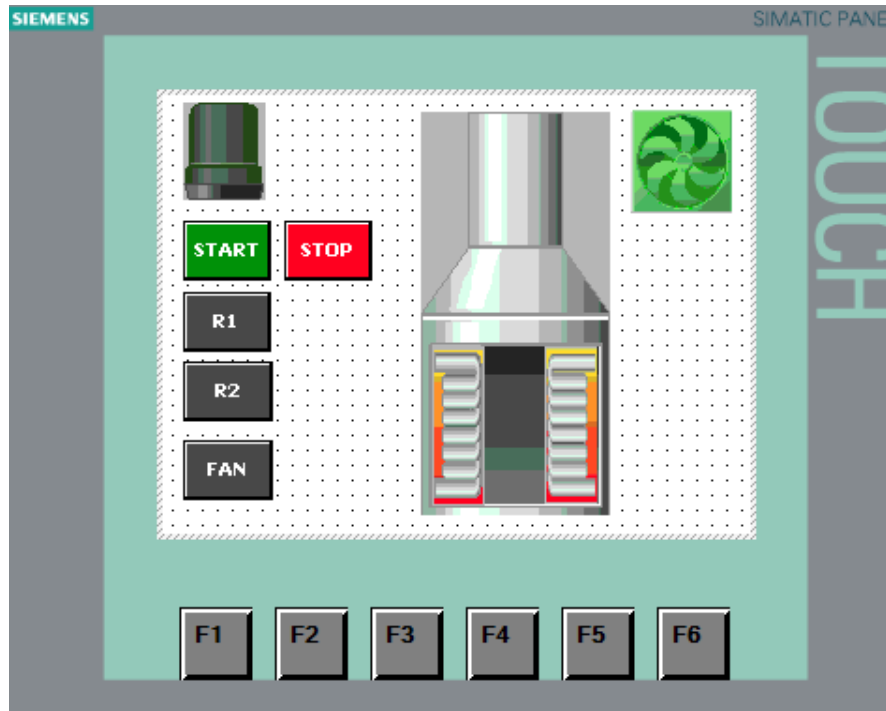 SIEMENS
SIMATIC PANE
TOUCH
START
STOP
R1
R2
FAN
F1
F2
F3
F4
F5
F6